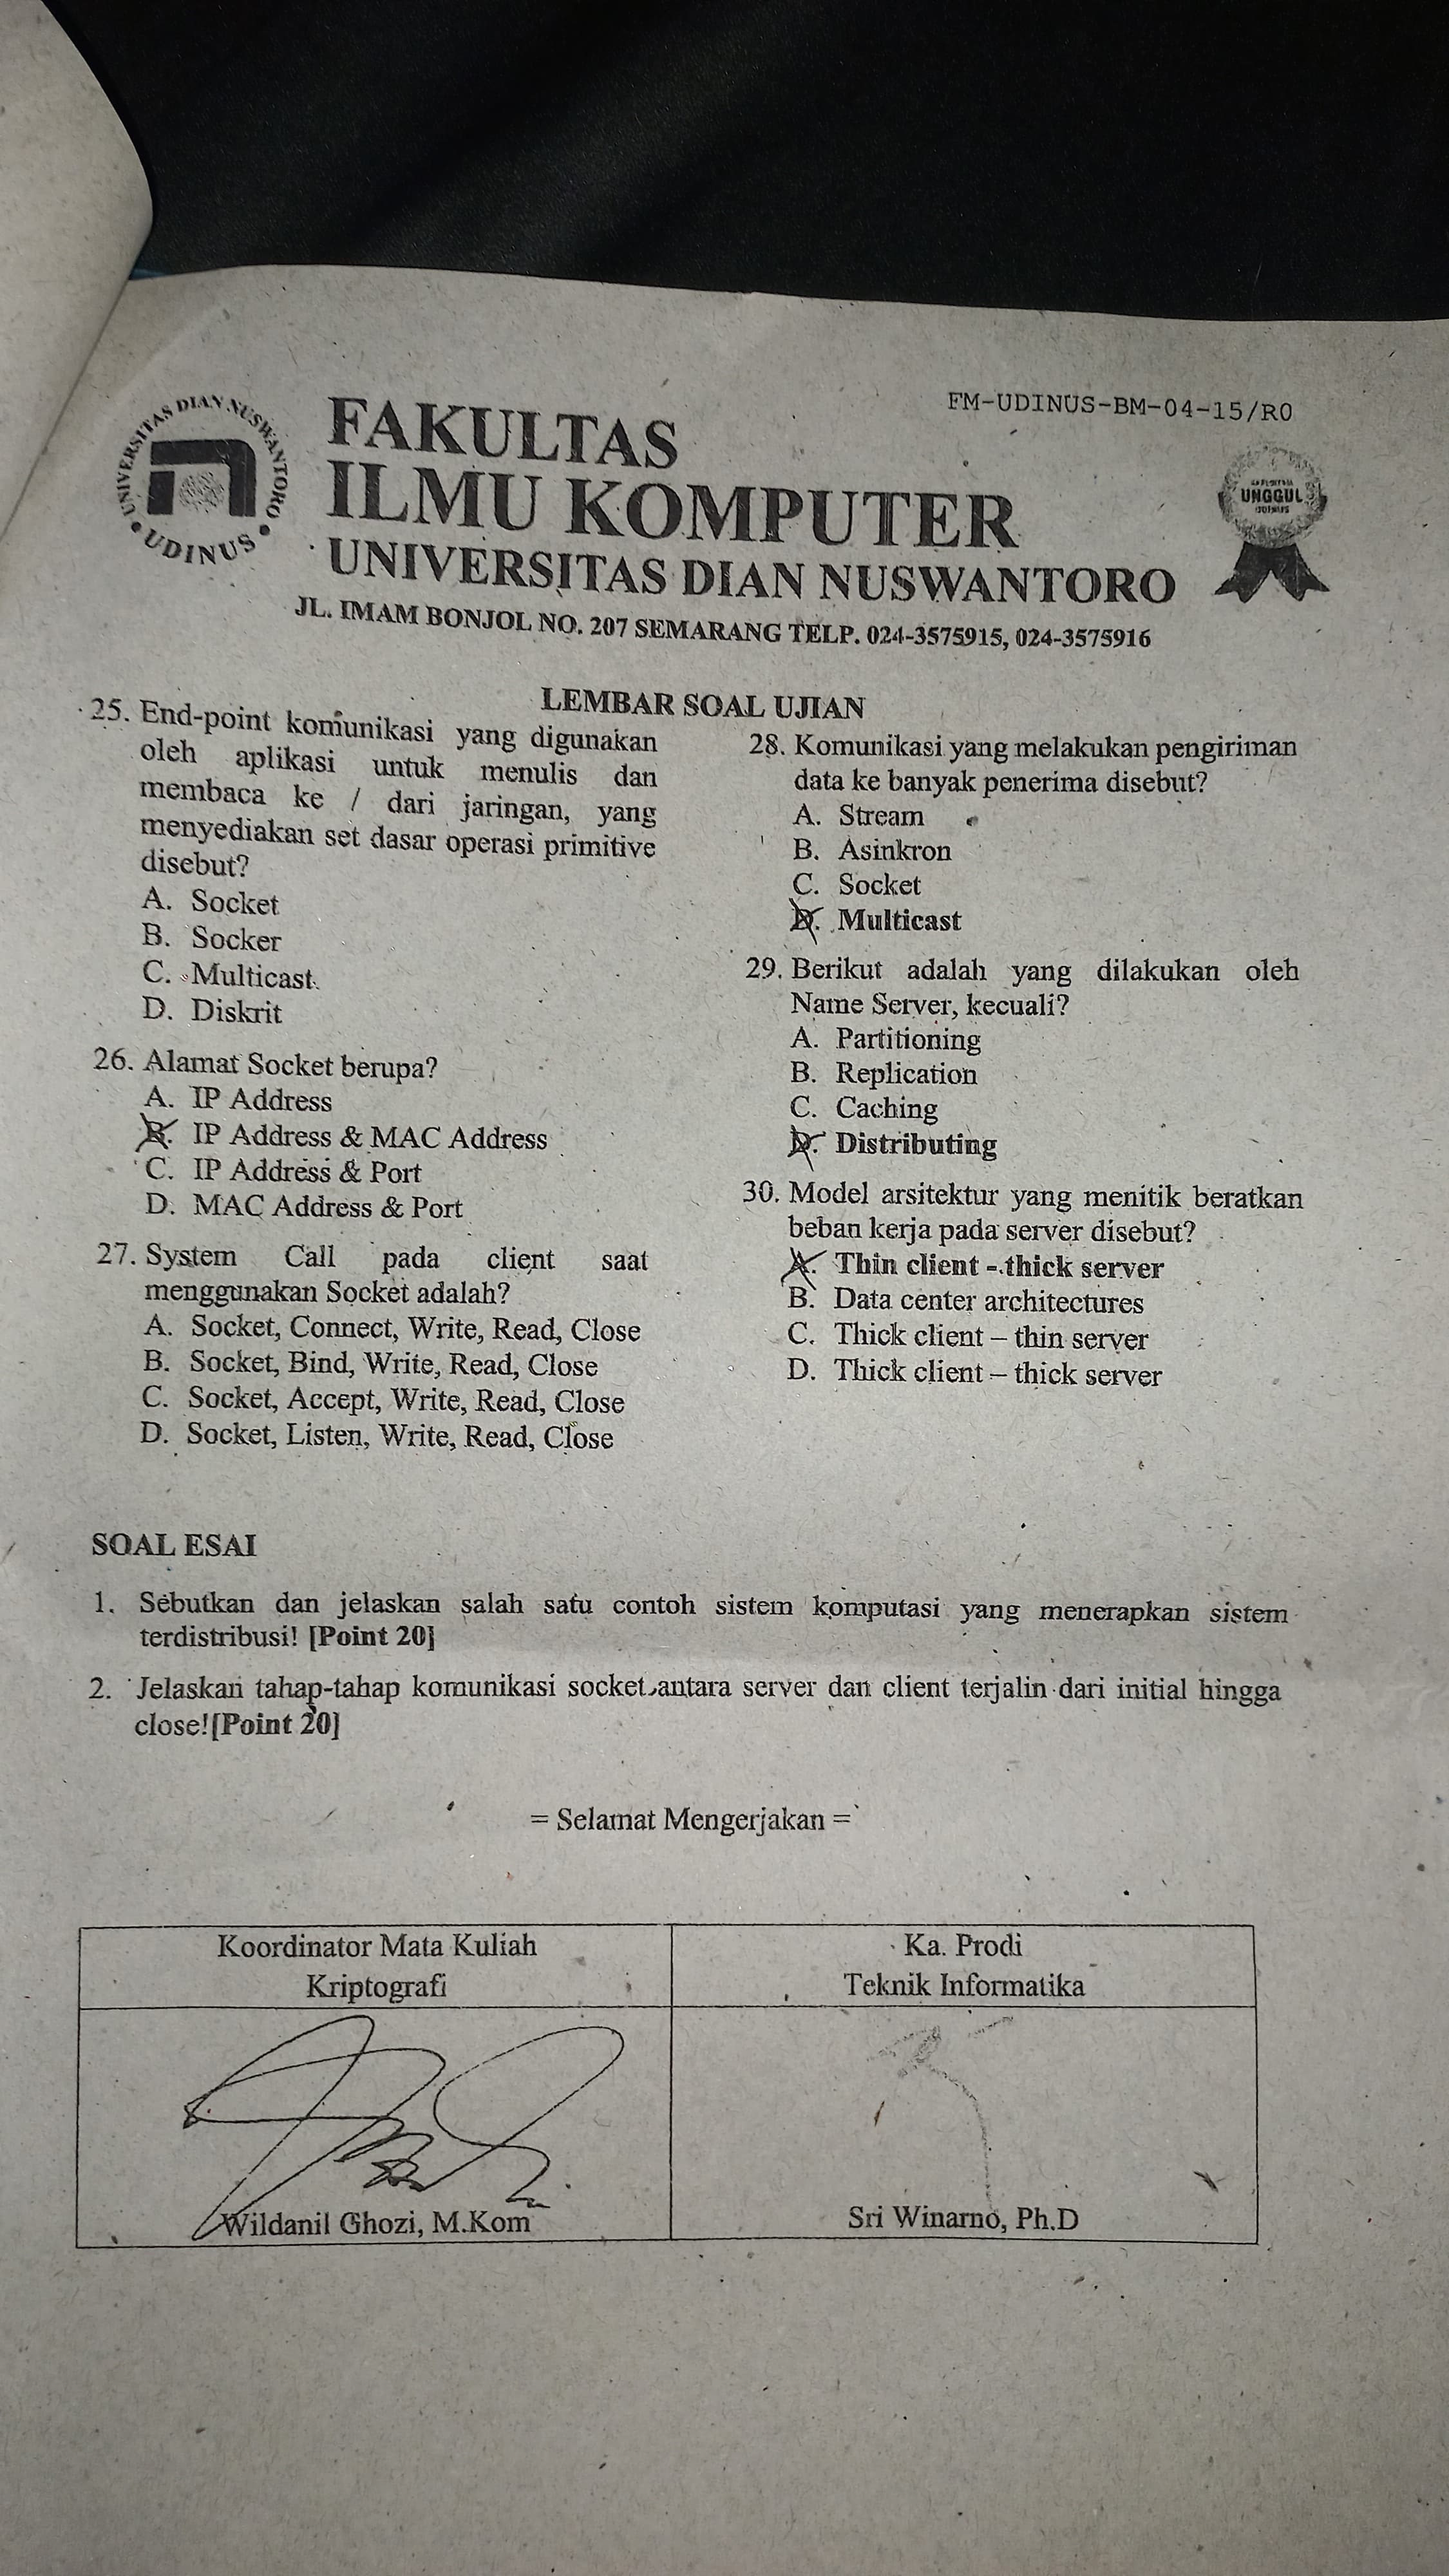 FM-UDINUS-BM-04-15/R0
UNIVERSITAS DIAN NUSWANTORO
• UDINUS •
FAKULTAS
ILMU KOMPUTER
UNIVERSITAS DIAN NUSWANTORO
JL. IMAM BONJOL NO. 207 SEMARANG TELP. 024-3575915, 024-3575916
UNGGUL
LEMBAR SOAL UJIAN
25. End-point komunikasi yang digunakan
oleh aplikasi untuk menulis dan
membaca ke / dari jaringan, yang
menyediakan set dasar operasi primitive
disebut?
A. Socket
B. Socker
C. Multicast
D. Diskrit
26. Alamat Socket berupa?
A. IP Address
B. IP Address & MAC Address
C. IP Address & Port
D. MAC Address & Port
27. System Call pada client saat
menggunakan Socket adalah?
A. Socket, Connect, Write, Read, Close
B. Socket, Bind, Write, Read, Close
C. Socket, Accept, Write, Read, Close
D. Socket, Listen, Write, Read, Close
28. Komunikasi yang melakukan pengiriman
data ke banyak penerima disebut?
A. Stream
B. Asinkron
C. Socket
D. Multicast
29. Berikut adalah yang dilakukan oleh
Name Server, kecuali?
A. Partitioning
B. Replication
C. Caching
D. Distributing
30. Model arsitektur yang menitik beratkan
beban kerja pada server disebut?
A. Thin client - thick server
B. Data center architectures
C. Thick client – thin server
D. Thick client – thick server
SOAL ESAI
1. Sebutkan dan jelaskan salah satu contoh sistem komputasi yang menerapkan sistem
terdistribusi! [Point 20]
2. Jelaskan tahap-tahap komunikasi socket antara server dan client terjalin dari initial hingga
close![Point 20]
= Selamat Mengerjakan =
Koordinator Mata Kuliah
Kriptografi
Wildanil Ghozi, M.Kom
Ka. Prodi
Teknik Informatika
Sri Winarno, Ph.D